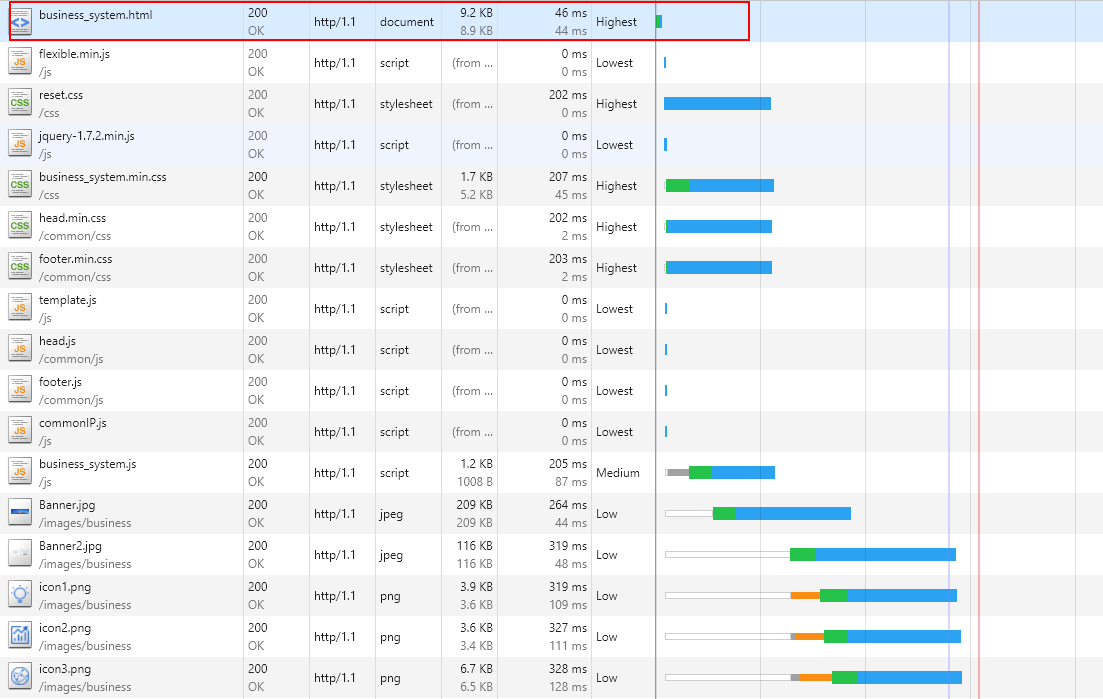 business_system.html 200 http/1.1 document 9.2 KB 46 ms Highest
OK 8.9 KB 44 ms
flexible.min.js 200 http/1.1 script (from ... 0 ms Lowest
/js OK 0 ms
reset.css 200 http/1.1 stylesheet (from ... 202 ms Highest
/css OK 0 ms
jquery-1.7.2.min.js 200 http/1.1 script (from ... 0 ms Lowest
/js OK 0 ms
business_system.min.css 200 http/1.1 stylesheet 1.7 KB 207 ms Highest
/css OK 5.2 KB 45 ms
head.min.css 200 http/1.1 stylesheet (from ... 202 ms Highest
/common/css OK 2 ms
footer.min.css 200 http/1.1 stylesheet (from ... 203 ms Highest
/common/css OK 2 ms
template.js 200 http/1.1 script (from ... 0 ms Lowest
/js OK 0 ms
head.js 200 http/1.1 script (from ... 0 ms Lowest
/common/js OK 0 ms
footer.js 200 http/1.1 script (from ... 0 ms Lowest
/common/js OK 0 ms
commonIP.js 200 http/1.1 script (from ... 0 ms Lowest
/js OK 0 ms
business_system.js 200 http/1.1 script 1.2 KB 205 ms Medium
/js OK 1008 B 87 ms
Banner.jpg 200 http/1.1 jpeg 209 KB 264 ms Low
/images/business OK 209 KB 44 ms
Banner2.jpg 200 http/1.1 jpeg 116 KB 319 ms Low
/images/business OK 116 KB 48 ms
icon1.png 200 http/1.1 png 3.9 KB 319 ms Low
/images/business OK 3.6 KB 109 ms
icon2.png 200 http/1.1 png 3.6 KB 327 ms Low
/images/business OK 3.4 KB 111 ms
icon3.png 200 http/1.1 png 6.7 KB 328 ms Low
/images/business OK 6.5 KB 128 ms